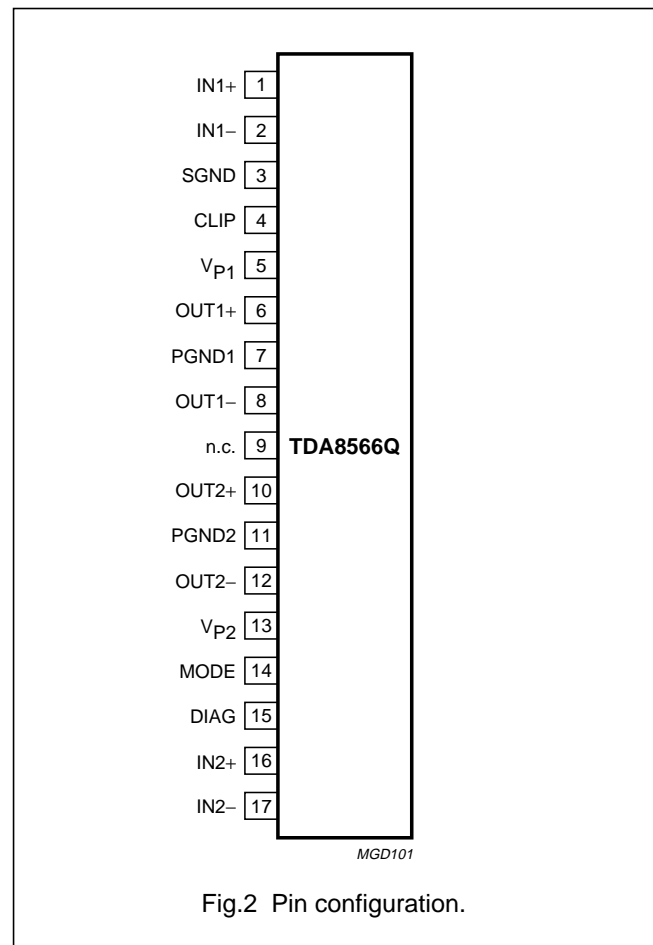 IN1+ 1
IN1− 2
SGND 3
CLIP 4
VP1 5
OUT1+ 6
PGND1 7
OUT1− 8
n.c. 9 TDA8566Q
OUT2+ 10
PGND2 11
OUT2− 12
VP2 13
MODE 14
DIAG 15
IN2+ 16
IN2− 17
MGD101
Fig.2 Pin configuration.